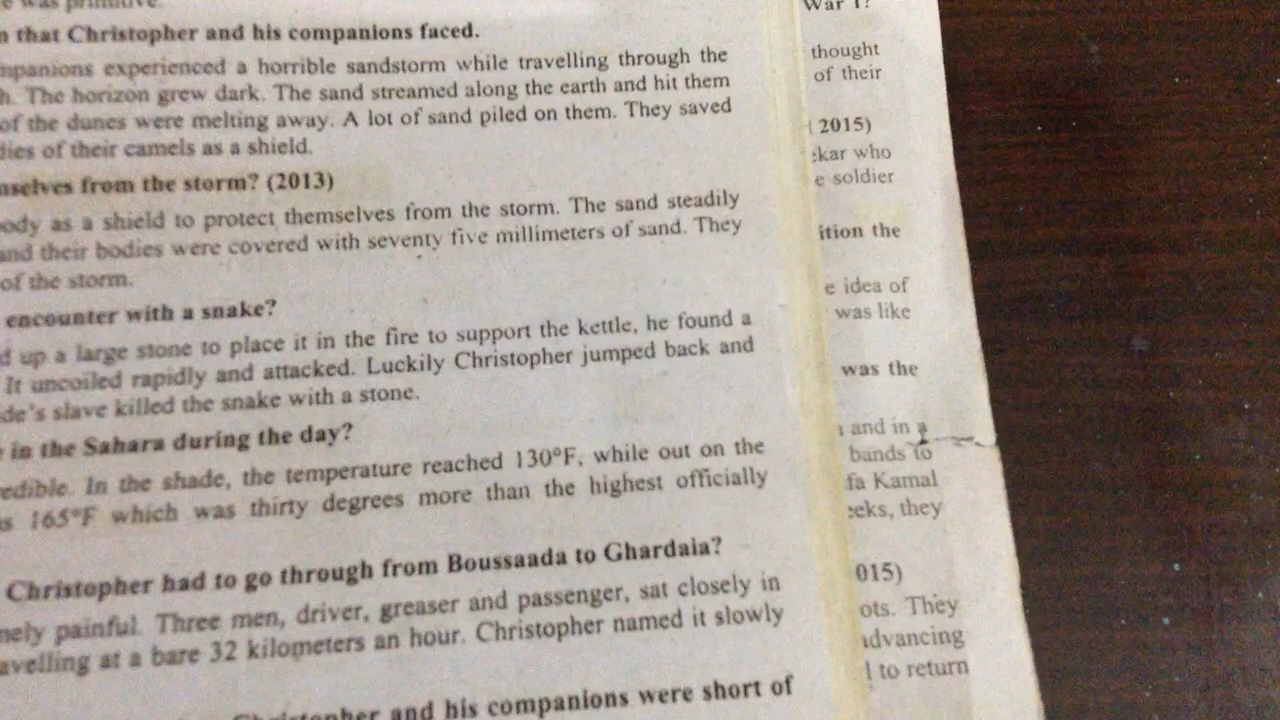 e was primitive.
n that Christopher and his companions faced.
mpanions experienced a horrible sandstorm while travelling through the
h. The horizon grew dark. The sand streamed along the earth and hit them
of the dunes were melting away. A lot of sand piled on them. They saved
dies of their camels as a shield.
nselves from the storm? (2013)
ody as a shield to protect themselves from the storm. The sand steadily
and their bodies were covered with seventy five millimeters of sand. They
of the storm.
encounter with a snake?
d up a large stone to place it in the fire to support the kettle, he found a
It uncoiled rapidly and attacked. Luckily Christopher jumped back and
de's slave killed the snake with a stone.
in the Sahara during the day?
redible. In the shade, the temperature reached 130°F, while out on the
as 165°F which was thirty degrees more than the highest officially
Christopher had to go through from Boussaada to Ghardaia?
nely painful. Three men, driver, greaser and passenger, sat closely in
avelling at a bare 32 kilometers an hour. Christopher named it slowly
Christopher and his companions were short of
War I?
thought
of their
2015)
ekar who
e soldier
ition the
e idea of
was like
was the
and in a
bands to
fa Kamal
eeks, they
015)
ots. They
advancing
to return